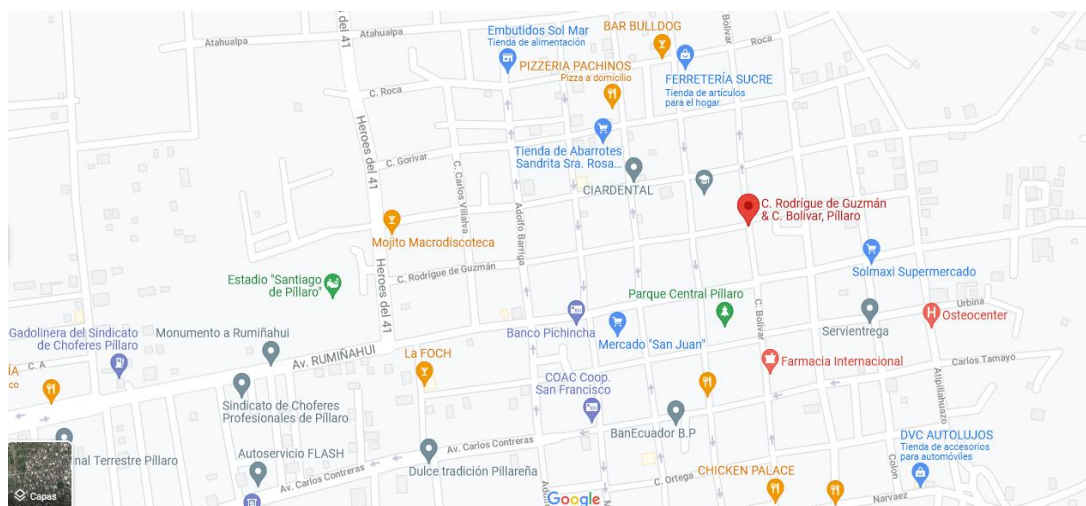 Atahualpa
Atahualpa
Embutidos Sol Mar
Tienda de alimentación
BAR BULLDOG
Bolívar
Roca
PIZZERIA PACHINOS
Pizza a domicilio
FERRETERÍA SUCRE
Tienda de artículos
para el hogar
C. Roca
Heroes del 41
Tienda de Abarrotes
Sandrita Sra. Rosa...
C. Gorivar
C. Carlos Villalva
CIARDENTAL
C. Rodrígue de Guzmán
& C. Bolívar, Píllaro
Adolfo Barriga
Mojito Macrodiscoteca
C. Rodrígue de Guzmán
Solmaxi Supermercado
Estadio "Santiago
de Píllaro"
Parque Central Píllaro
Heroes del 41
C. Bolívar
Urbina
Osteocenter
Gadolinera del Sindicato
de Choferes Píllaro
Monumento a Rumiñahui
Banco Pichincha
Mercado "San Juan"
Servientrega
Av. RUMIÑAHUI
La FOCH
Farmacia Internacional
Carlos Tamayo
ÍA
co
C. A
COAC Coop.
San Francisco
Atipillahuazo
Sindicato de Choferes
Profesionales de Píllaro
BanEcuador B.P
Av. Carlos Contreras
DVC AUTOLUJOS
Tienda de accesorios
para automóviles
nal Terrestre Píllaro
Autoservicio FLASH
Dulce tradición Pillareña
Colon
Av. Carlos Contreras
C. Ortega
CHICKEN PALACE
Capas
Google
Narvaez